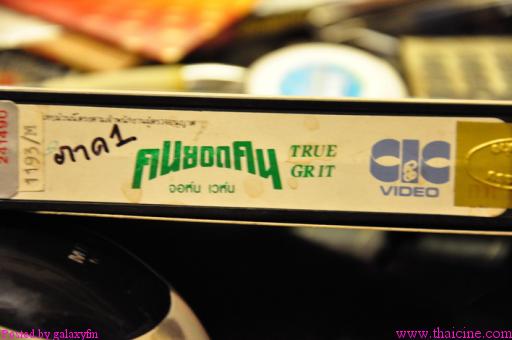 241490
1193/M
ภาค 1
คนยอดคน
จอห์น เวห์น
TRUE
GRIT
CIC
&
VIDEO
Posted by galaxyfin
www.thaicine.com